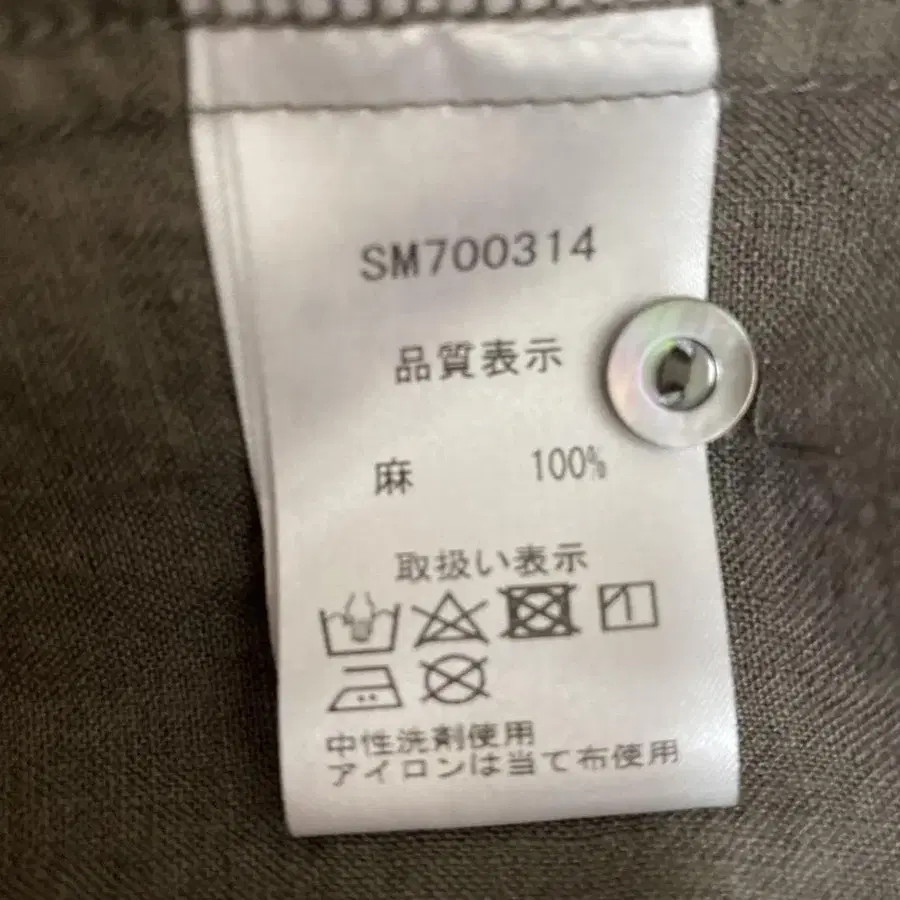 SM700314
品質表示
麻 100%
取扱い表示
中性洗剤使用
アイロンは当て布使用